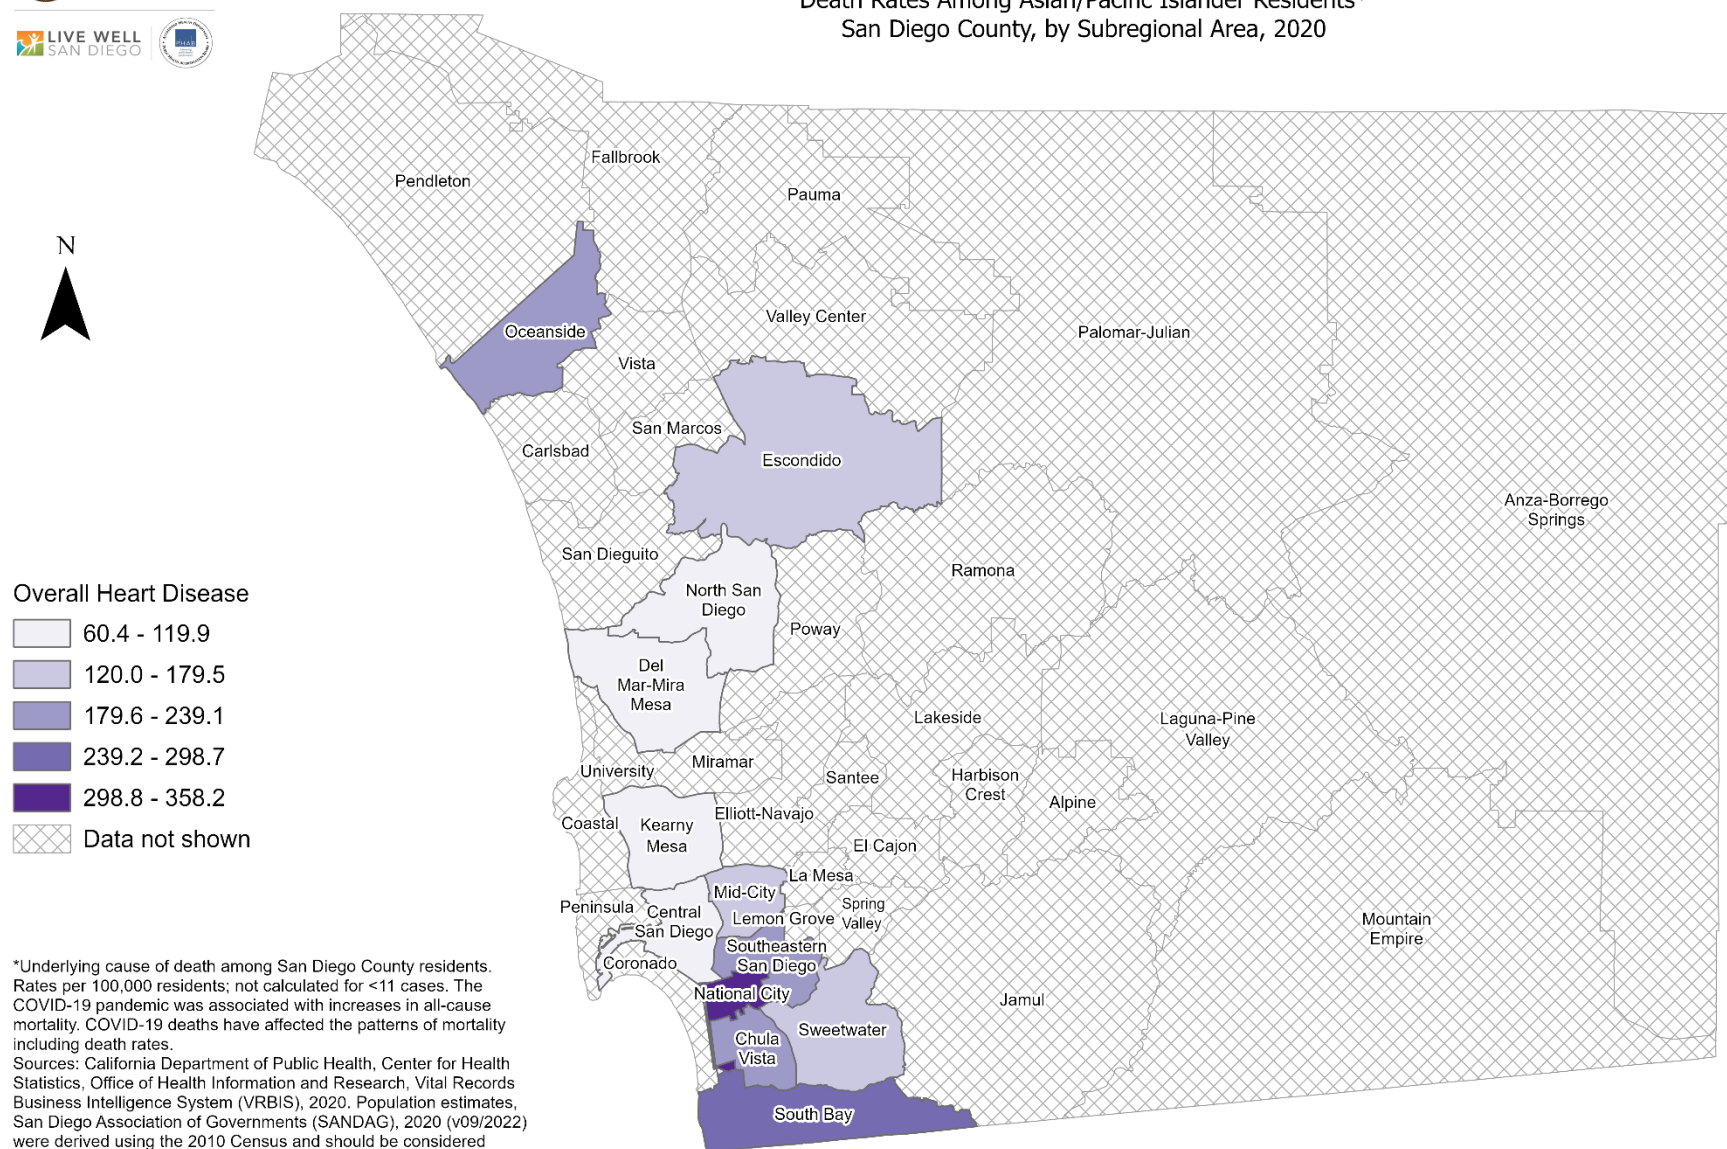 Death Rates Among Asian/Pacific Islander Residents*
San Diego County, by Subregional Area, 2020
LIVE WELL
SAN DIEGO
PHAB
N
Pendleton
Fallbrook
Pauma
Oceanside
Vista
Valley Center
Palomar-Julian
San Marcos
Carlsbad
Escondido
Anza-Borrego
Springs
San Dieguito
North San
Diego
Poway
Ramona
Del
Mar-Mira
Mesa
Lakeside
Laguna-Pine
Valley
University
Miramar
Santee
Harbison
Crest
Alpine
Coastal
Kearny
Mesa
Elliott-Navajo
El Cajon
La Mesa
Mid-City
Peninsula
Central
San Diego
Lemon Grove
Spring
Valley
Mountain
Empire
Southeastern
San Diego
Coronado
National City
Jamul
Chula
Vista
Sweetwater
South Bay
Overall Heart Disease
60.4 - 119.9
120.0 - 179.5
179.6 - 239.1
239.2 - 298.7
298.8 - 358.2
Data not shown
*Underlying cause of death among San Diego County residents.
Rates per 100,000 residents; not calculated for <11 cases. The
COVID-19 pandemic was associated with increases in all-cause
mortality. COVID-19 deaths have affected the patterns of mortality
including death rates.
Sources: California Department of Public Health, Center for Health
Statistics, Office of Health Information and Research, Vital Records
Business Intelligence System (VRBIS), 2020. Population estimates,
San Diego Association of Governments (SANDAG), 2020 (v09/2022)
were derived using the 2010 Census and should be considered